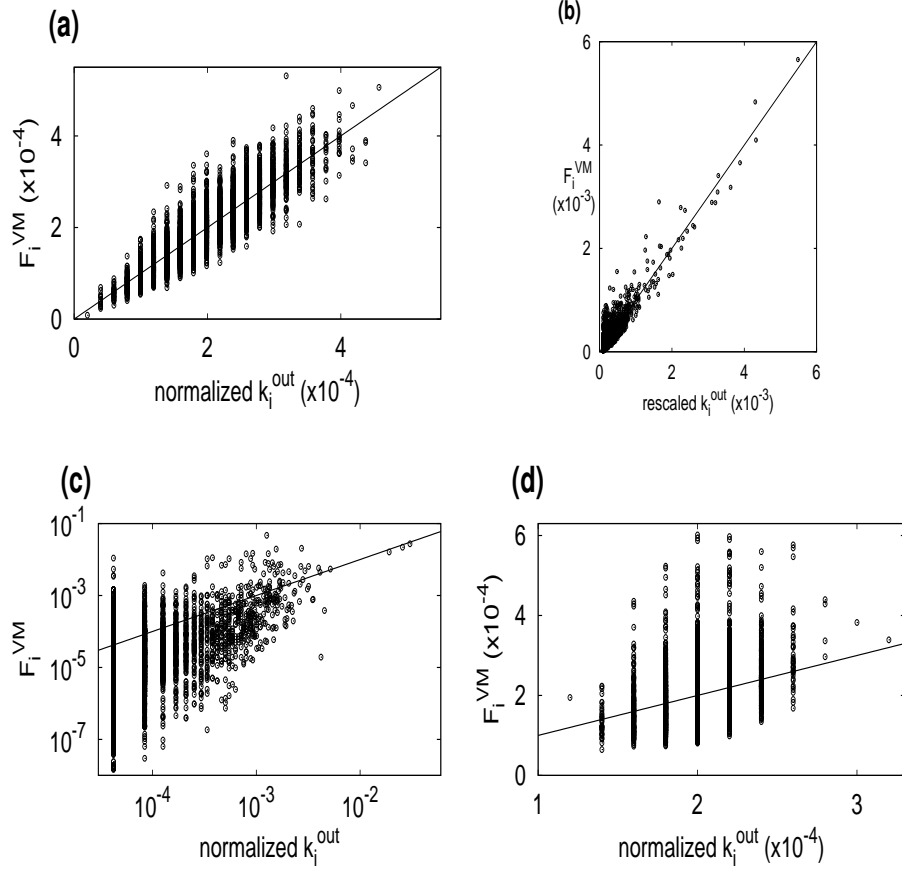 (a)
F_i^VM (x10^-4)
4
2
0
0 2 4
normalized k_i^out (x10^-4)
(b)
6
4
F_i^VM
(x10^-3)
2
0
0 2 4 6
rescaled k_i^out (x10^-3)
(c)
10^-1
10^-3
F_i^VM
10^-5
10^-7
10^-4 10^-3 10^-2
normalized k_i^out
(d)
6
4
F_i^VM (x10^-4)
2
0
1 2 3
normalized k_i^out (x10^-4)